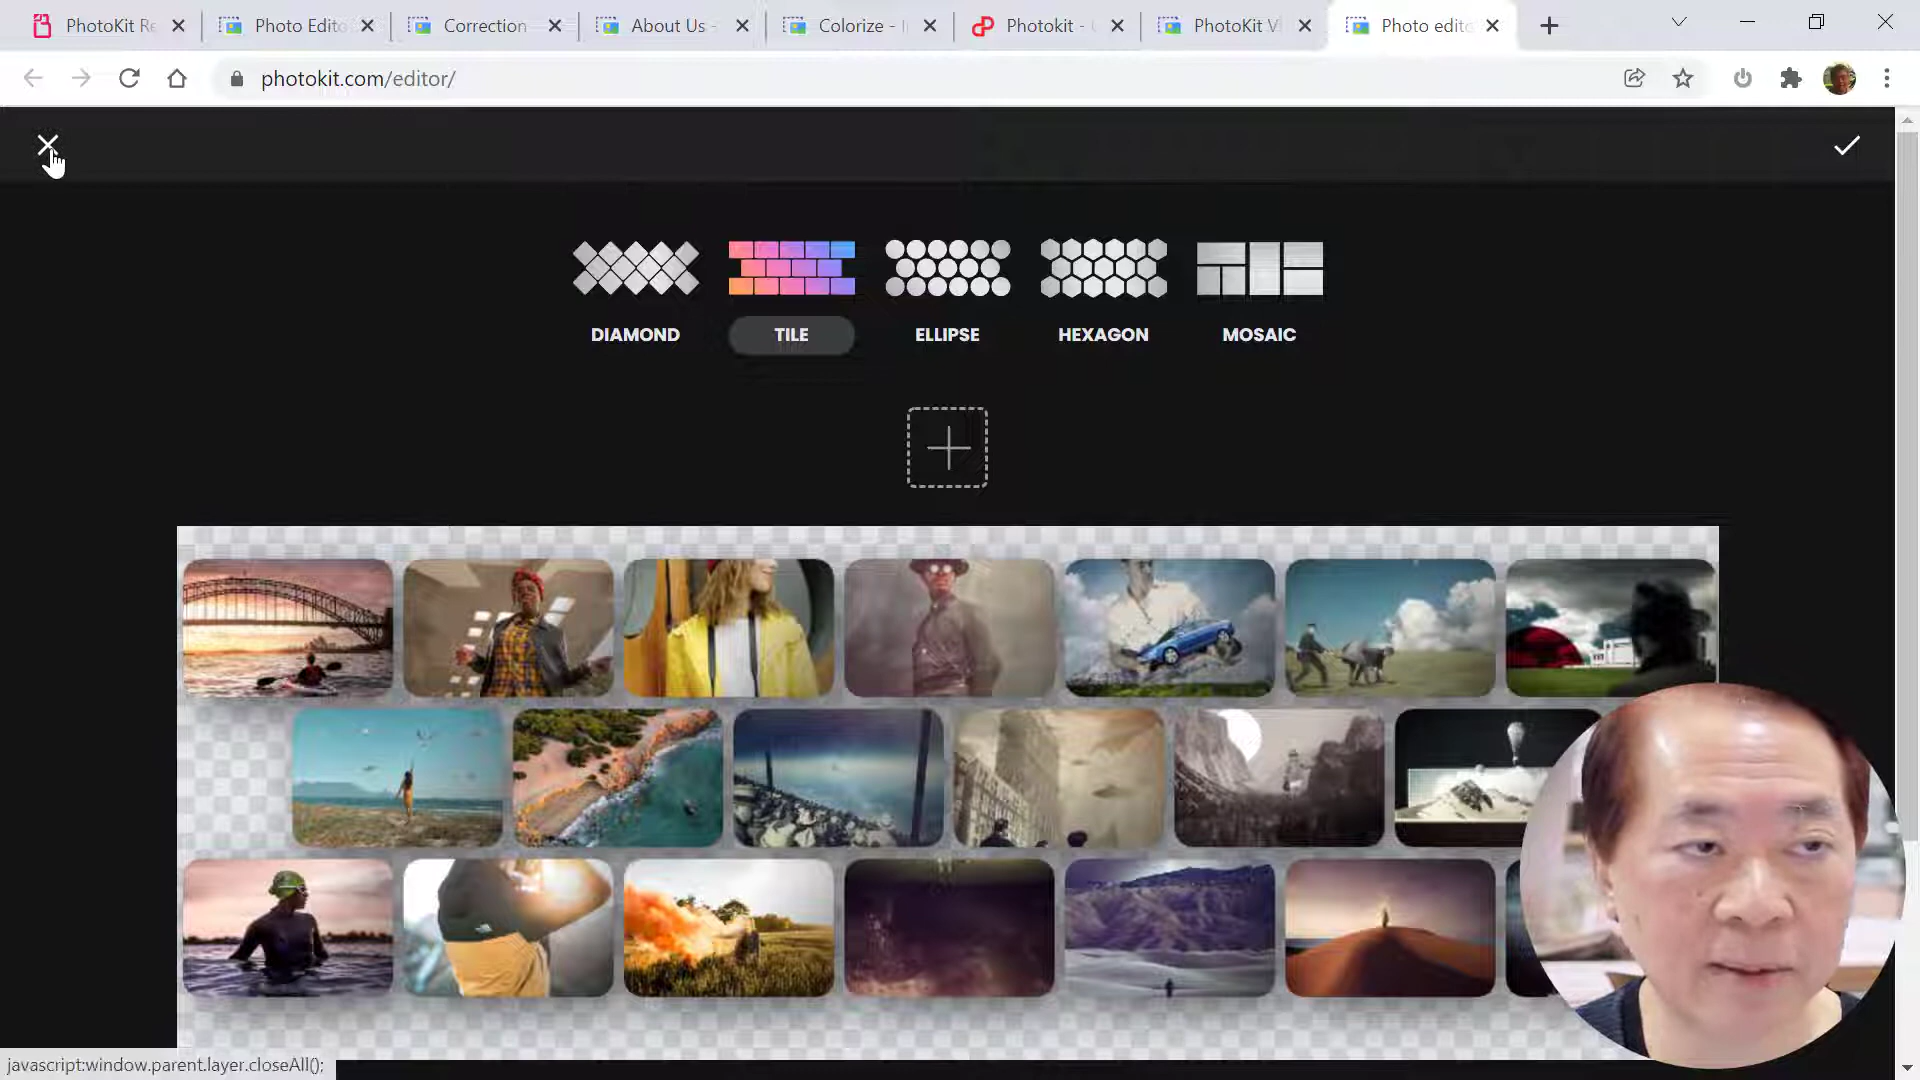 PhotoKit Re
Photo Edito
Correction
About Us -
Colorize - I
Photokit -
PhotoKit Vi
Photo edito
photokit.com/editor/
DIAMOND
TILE
ELLIPSE
HEXAGON
MOSAIC
javascript:window.parent.layer.closeAll();